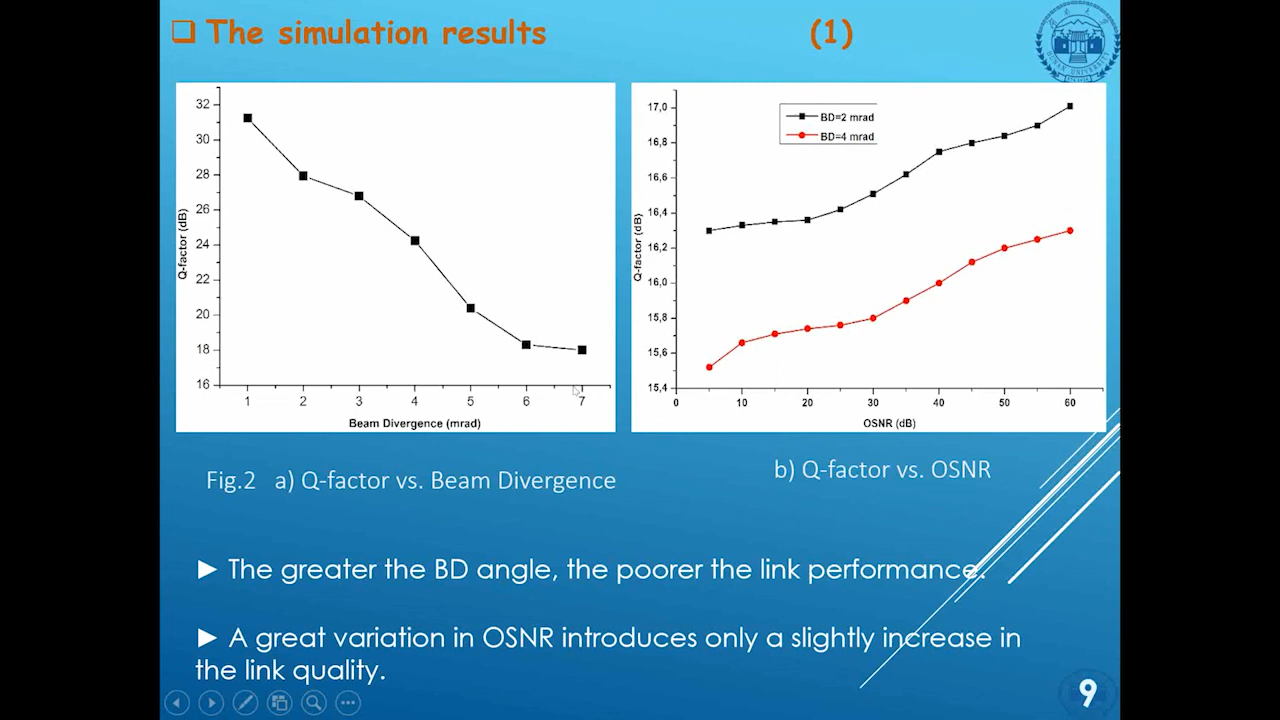 The simulation results (1)
32
30
28
26
24
22
20
18
16
Q-factor (dB)
1 2 3 4 5 6 7
Beam Divergence (mrad)
17,0
16,8
16,6
16,4
16,2
16,0
15,8
15,6
15,4
Q-factor (dB)
BD=2 mrad
BD=4 mrad
0 10 20 30 40 50 60
OSNR (dB)
Fig.2 a) Q-factor vs. Beam Divergence
b) Q-factor vs. OSNR
► The greater the BD angle, the poorer the link performance.
► A great variation in OSNR introduces only a slightly increase in
the link quality.
9